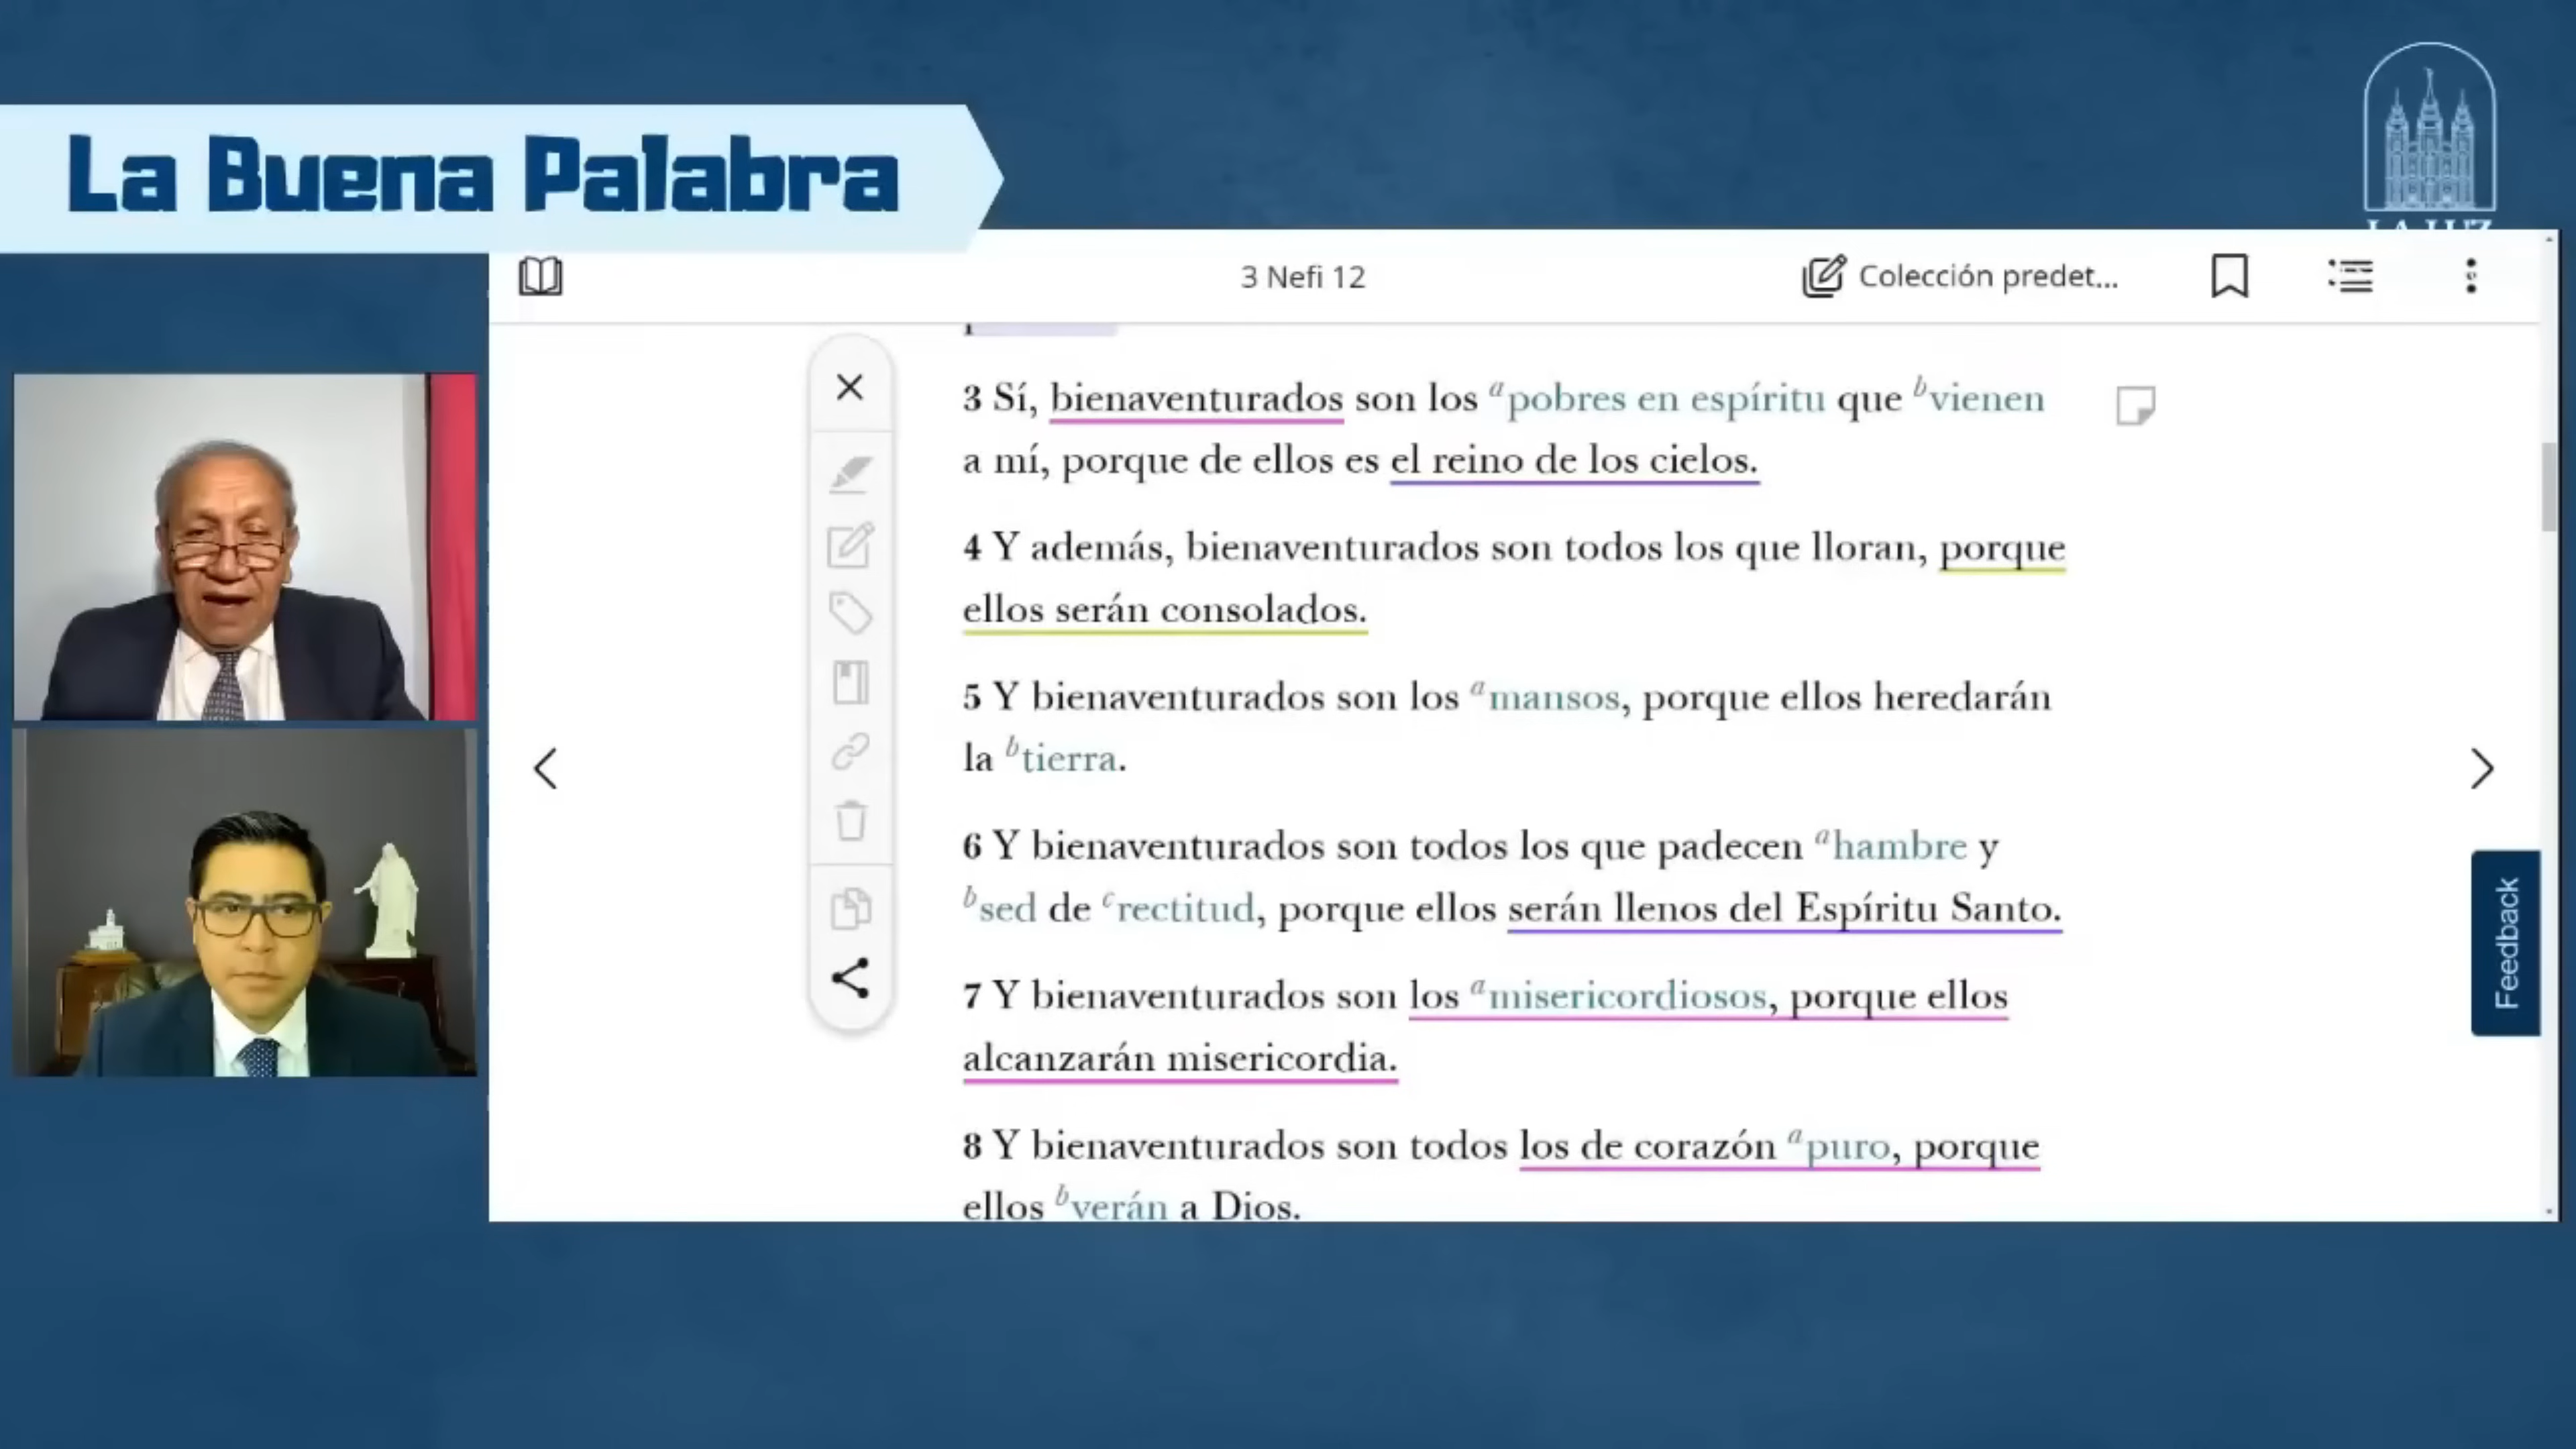 La Buena Palabra
LA LUZ
3 Nefi 12
Colección predet...
3 Sí, bienaventurados son los a pobres en espíritu que b vienen
a mí, porque de ellos es el reino de los cielos.
4 Y además, bienaventurados son todos los que lloran, porque
ellos serán consolados.
5 Y bienaventurados son los a mansos, porque ellos heredarán
la b tierra.
6 Y bienaventurados son todos los que padecen a hambre y
b sed de c rectitud, porque ellos serán llenos del Espíritu Santo.
7 Y bienaventurados son los a misericordiosos, porque ellos
alcanzarán misericordia.
8 Y bienaventurados son todos los de corazón a puro, porque
ellos b verán a Dios.
Feedback